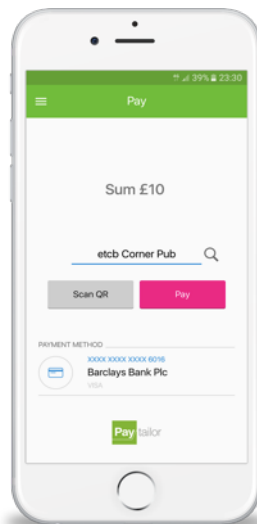 39% 23:30
Pay
Sum £10
etcb Corner Pub
Scan QR
Pay
PAYMENT METHOD
XXXX XXXX XXXX 6016
Barclays Bank Plc
VISA
Pay tailor